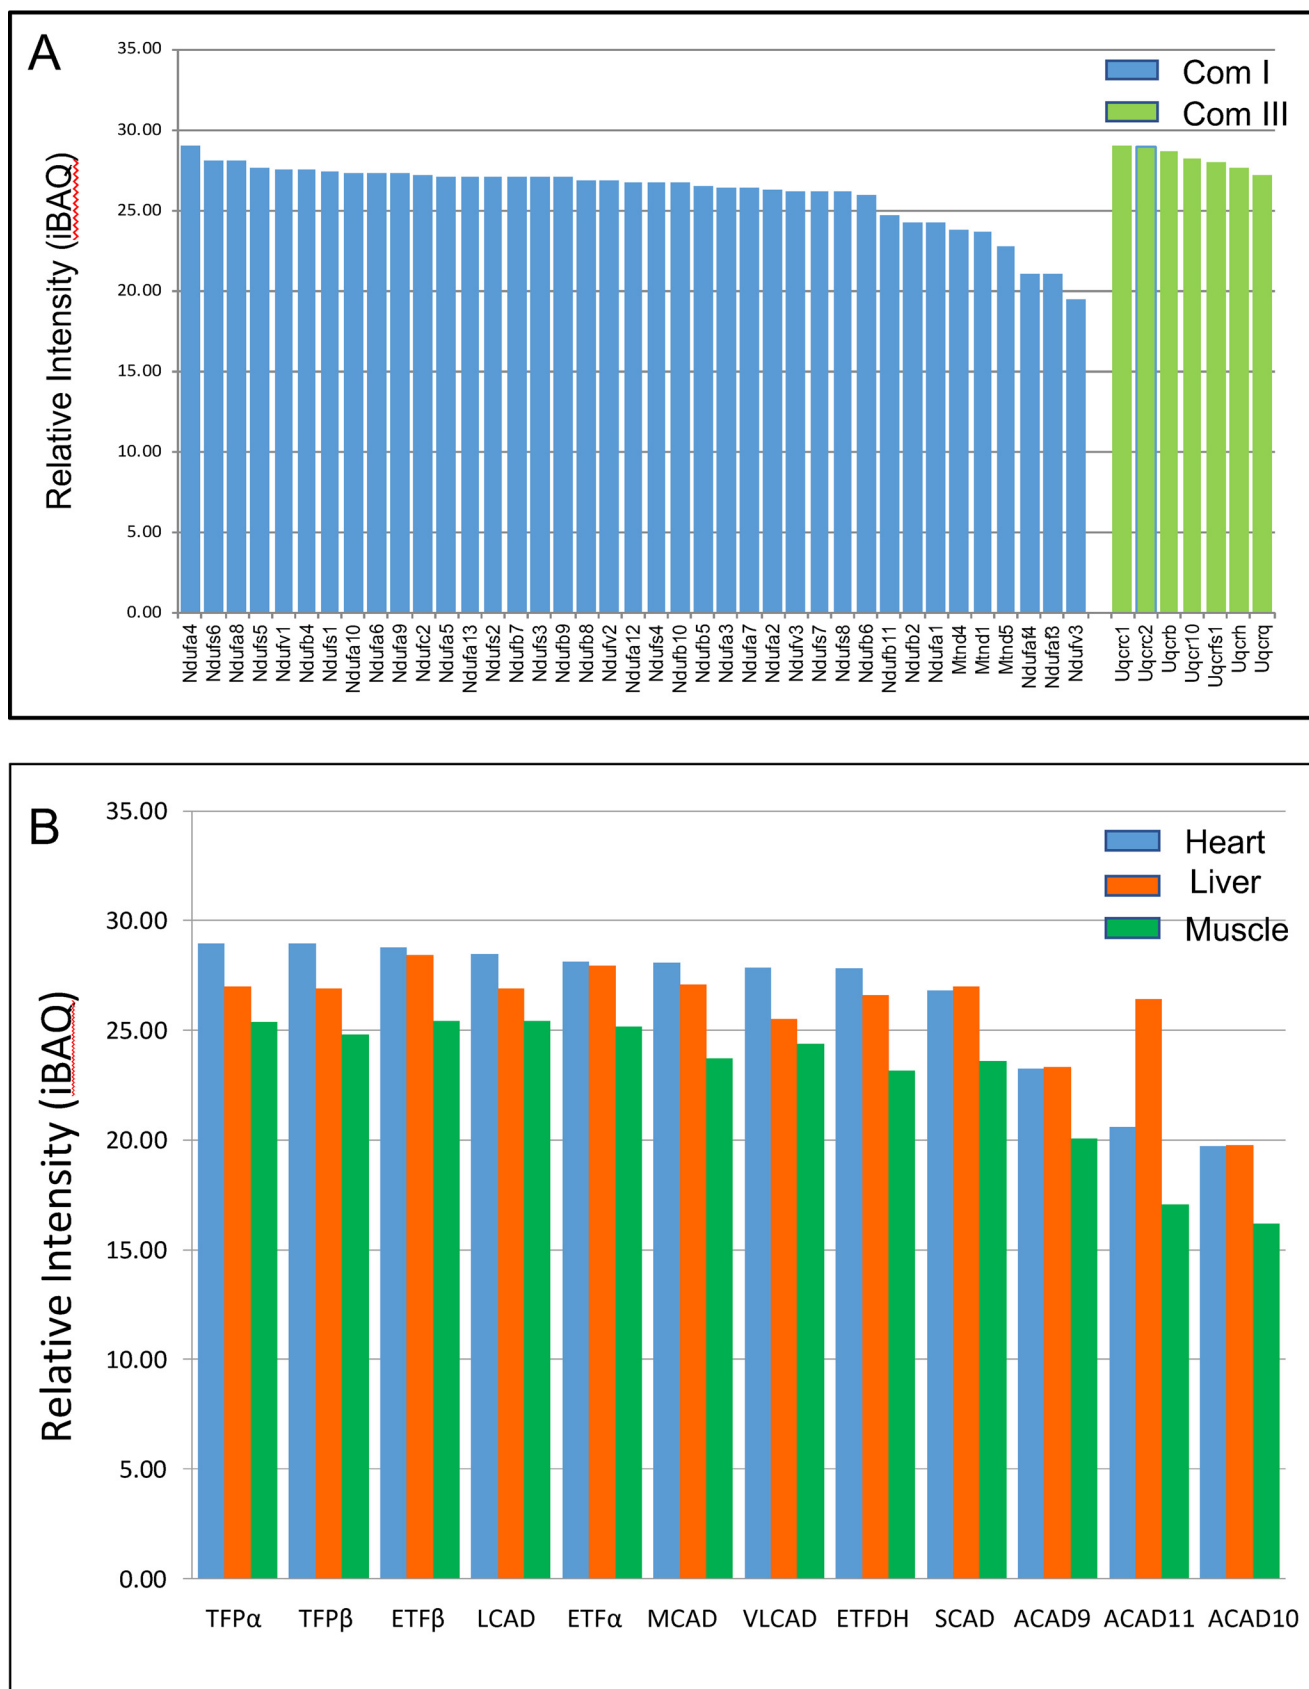 A
Relative Intensity (iBAQ)
35.00
30.00
25.00
20.00
15.00
10.00
5.00
0.00
Com I
Com III
Ndufa4
Ndufs6
Ndufa8
Ndufs5
Ndufv1
Ndufb4
Ndufs1
Ndufa10
Ndufa6
Ndufa9
Ndufc2
Ndufa5
Ndufa13
Ndufs2
Ndufb7
Ndufs3
Ndufb9
Ndufb8
Ndufv2
Ndufa12
Ndufs4
Ndufb10
Ndufb5
Ndufa3
Ndufa7
Ndufa2
Ndufv3
Ndufs7
Ndufs8
Ndufb6
Ndufb11
Ndufb2
Ndufa1
Mtnd4
Mtnd1
Mtnd5
Ndufaf4
Ndufaf3
Ndufv3
Uqcrc1
Uqcrc2
Uqcrb
Uqcr10
Uqcrfs1
Uqcrh
Uqcrq
B
Relative Intensity (iBAQ)
35.00
30.00
25.00
20.00
15.00
10.00
5.00
0.00
Heart
Liver
Muscle
TFPα
TFPβ
ETFβ
LCAD
ETFα
MCAD
VLCAD
ETFDH
SCAD
ACAD9
ACAD11
ACAD10